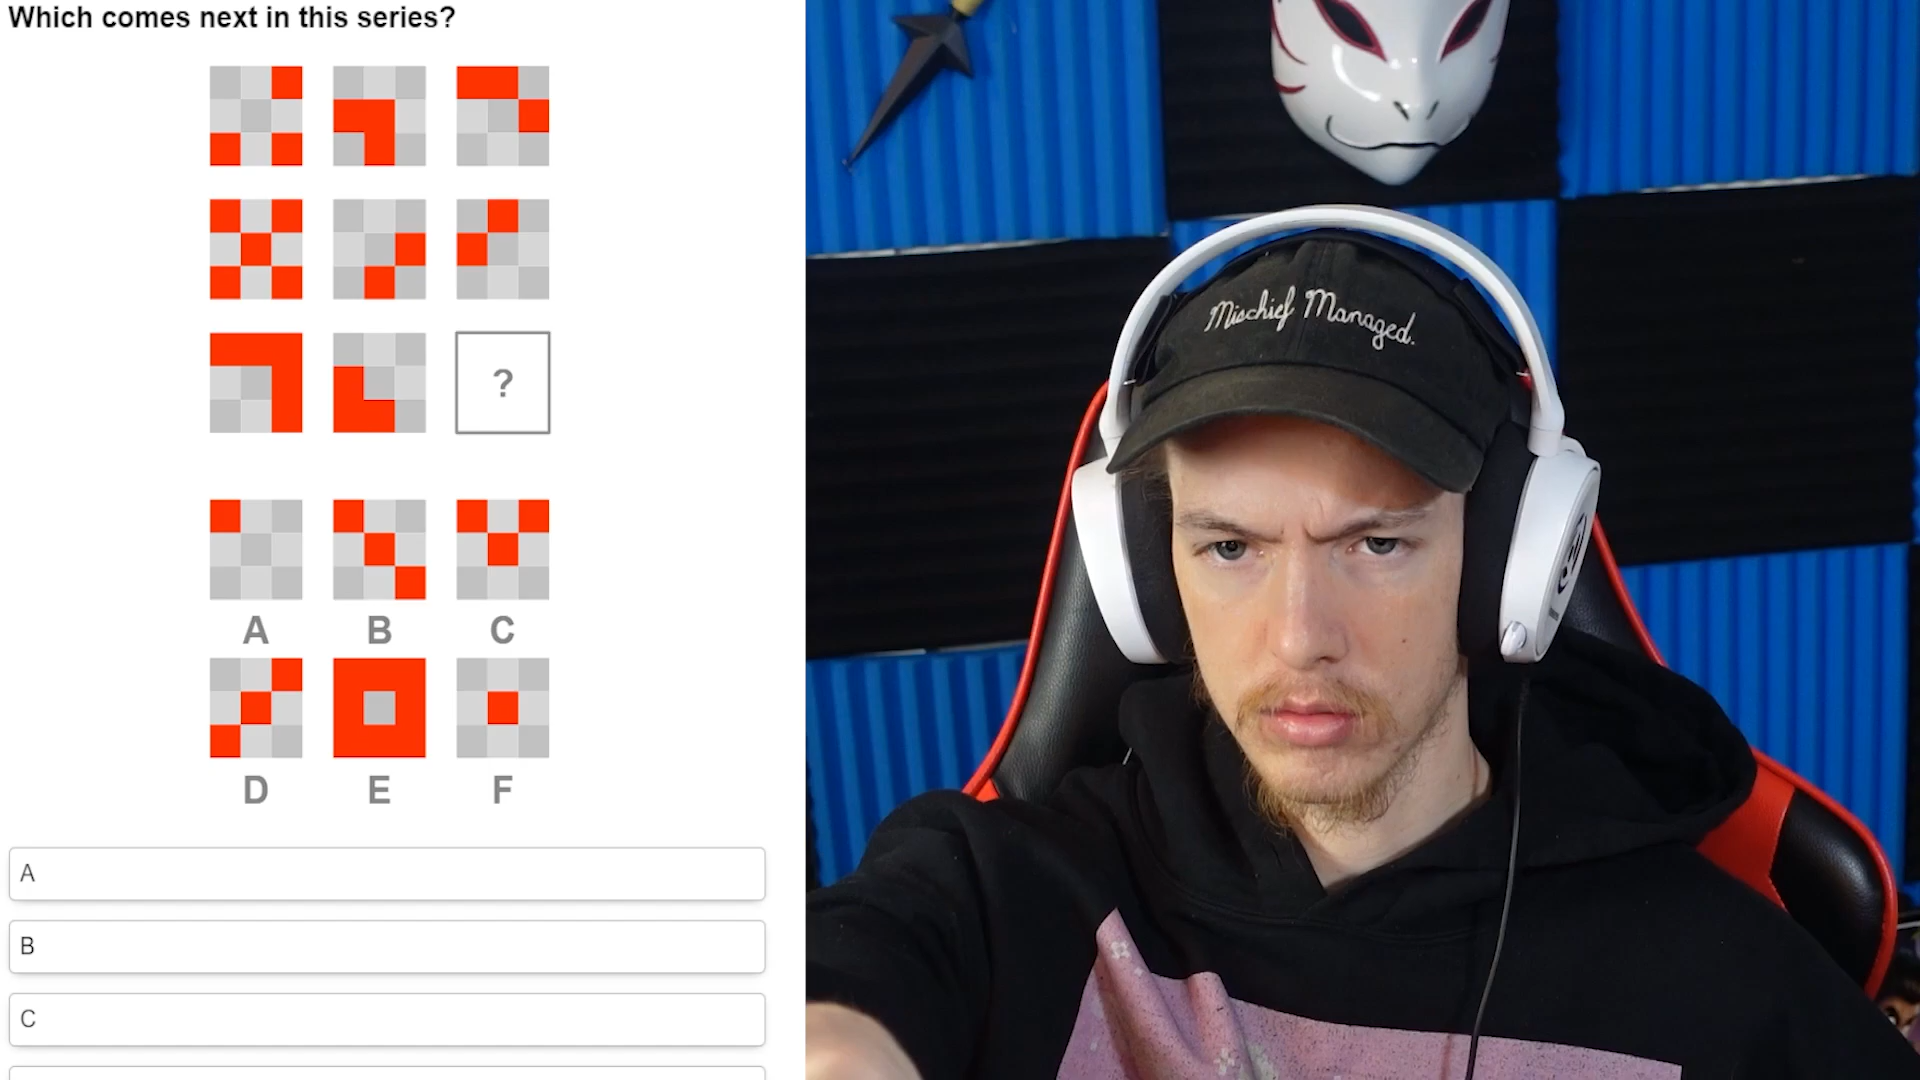 Which comes next in this series?
?
A B C
D E F
A
B
C
Mischief Managed.